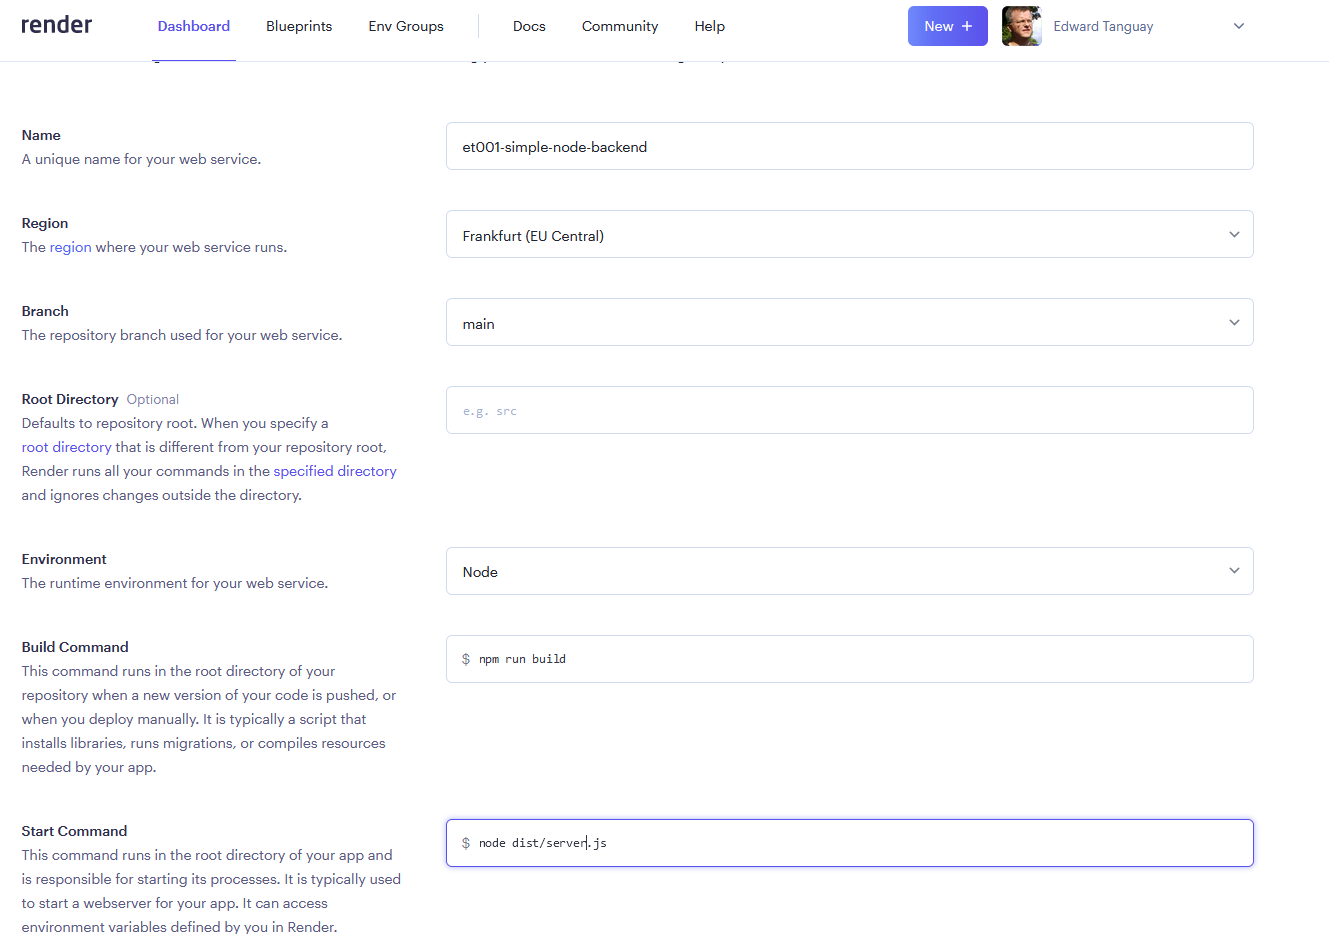 render
Dashboard
Blueprints
Env Groups
Docs
Community
Help
New +
Edward Tanguay
Name
A unique name for your web service.
et001-simple-node-backend
Region
The region where your web service runs.
Frankfurt (EU Central)
Branch
The repository branch used for your web service.
main
Root Directory Optional
Defaults to repository root. When you specify a
root directory that is different from your repository root,
Render runs all your commands in the specified directory
and ignores changes outside the directory.
e.g. src
Environment
The runtime environment for your web service.
Node
Build Command
This command runs in the root directory of your
repository when a new version of your code is pushed, or
when you deploy manually. It is typically a script that
installs libraries, runs migrations, or compiles resources
needed by your app.
$ npm run build
Start Command
This command runs in the root directory of your app and
is responsible for starting its processes. It is typically used
to start a webserver for your app. It can access
environment variables defined by you in Render.
$ node dist/server.js